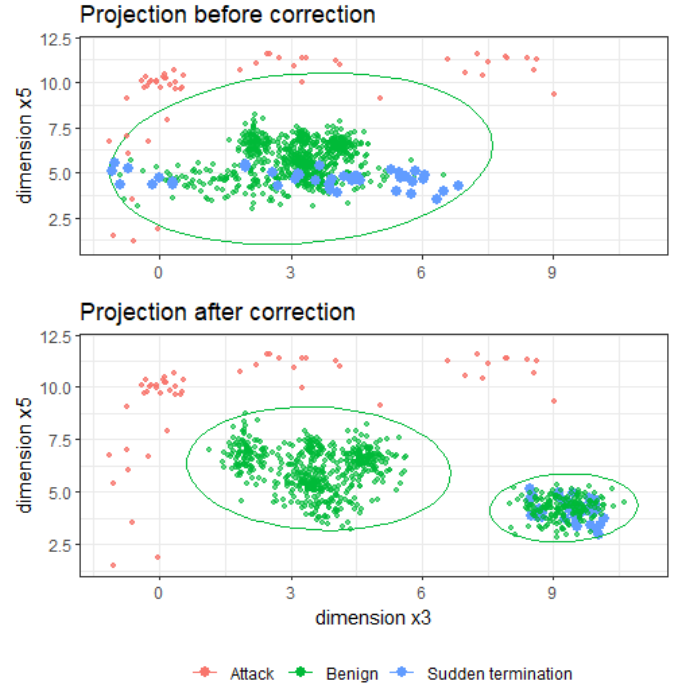 Projection before correction
12.5
10.0
7.5
5.0
2.5
dimension x5
0 3 6 9
Projection after correction
12.5
10.0
7.5
5.0
2.5
dimension x5
0 3 6 9
dimension x3
Attack Benign Sudden termination